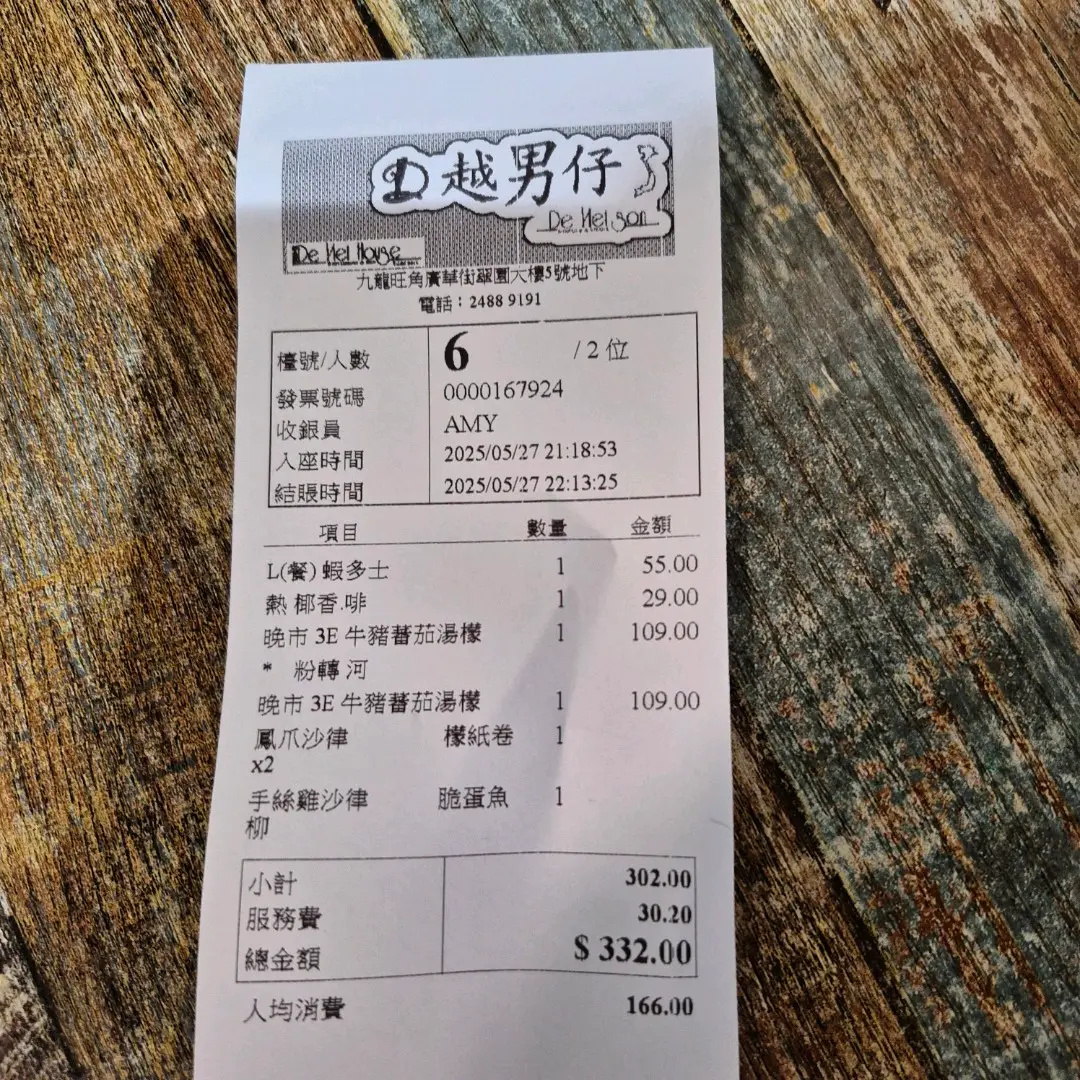 越男仔
De Mei Son
De Mei House
九龍旺角廣華街翠園大樓5號地下
電話：2488 9191
檯號/人數 6 / 2 位
發票號碼 0000167924
收銀員 AMY
入座時間 2025/05/27 21:18:53
結賬時間 2025/05/27 22:13:25
項目 數量 金額
L(餐) 蝦多士 1 55.00
熱 椰香.啡 1 29.00
晚市 3E 牛豬蕃茄湯檬 1 109.00
* 粉轉 河
晚市 3E 牛豬蕃茄湯檬 1 109.00
鳳爪沙律 檬紙卷 1
x2
手絲雞沙律 脆蛋魚 1
柳
小計 302.00
服務費 30.20
總金額 $ 332.00
人均消費 166.00